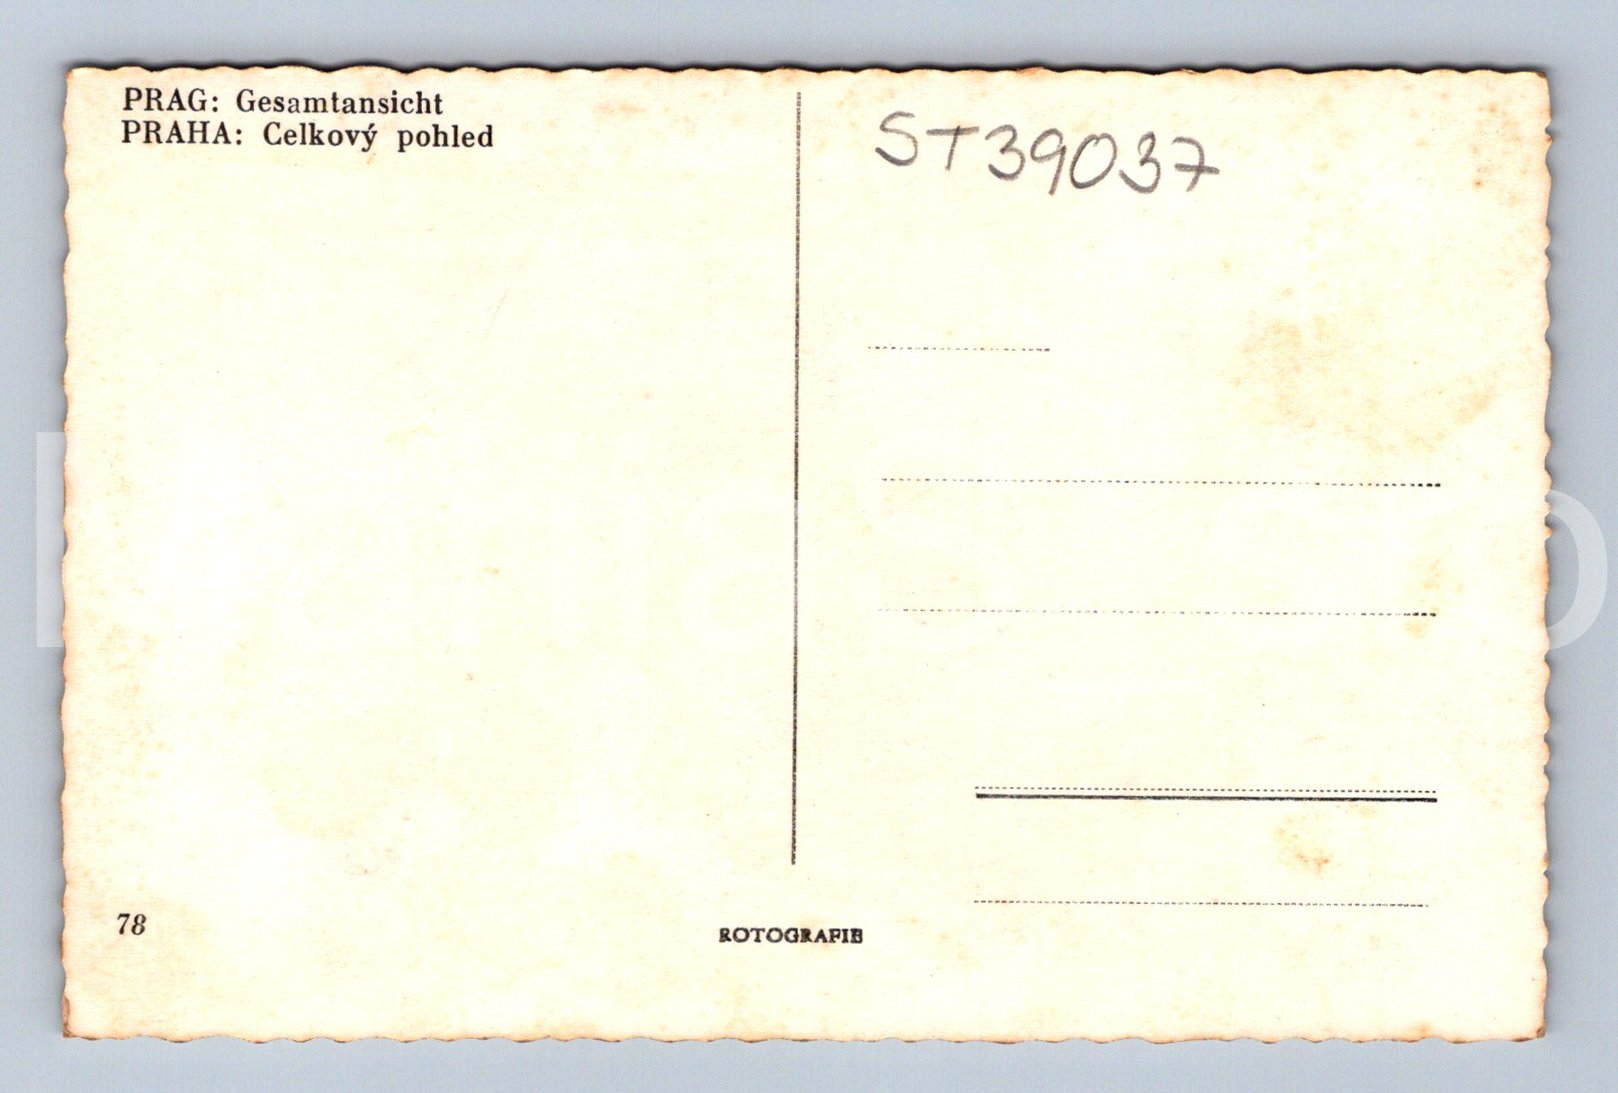 PRAG: Gesamtansicht
PRAHA: Celkový pohled
ST39037
78
ROTOGRAFIE